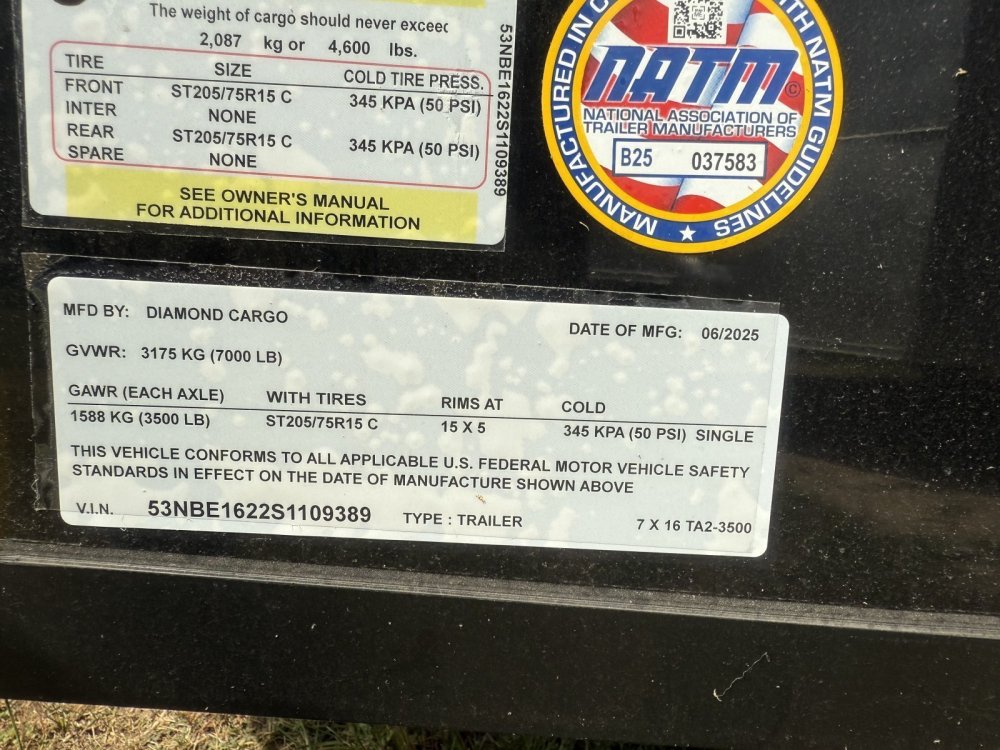 The weight of cargo should never exceed
2,087 kg or 4,600 lbs.
TIRE SIZE COLD TIRE PRESS.
FRONT ST205/75R15 C 345 KPA (50 PSI)
INTER NONE
REAR ST205/75R15 C 345 KPA (50 PSI)
SPARE NONE
SEE OWNER'S MANUAL
FOR ADDITIONAL INFORMATION
53NBE1622S1109389
MANUFACTURED IN WITH NATM GUIDELINES
NATM ©
NATIONAL ASSOCIATION OF
TRAILER MANUFACTURERS
B25 037583
MFD BY: DIAMOND CARGO DATE OF MFG: 06/2025
GVWR: 3175 KG (7000 LB)
GAWR (EACH AXLE) WITH TIRES RIMS AT COLD
1588 KG (3500 LB) ST205/75R15 C 15 X 5 345 KPA (50 PSI) SINGLE
THIS VEHICLE CONFORMS TO ALL APPLICABLE U.S. FEDERAL MOTOR VEHICLE SAFETY
STANDARDS IN EFFECT ON THE DATE OF MANUFACTURE SHOWN ABOVE
V.I.N. 53NBE1622S1109389 TYPE : TRAILER 7 X 16 TA2-3500